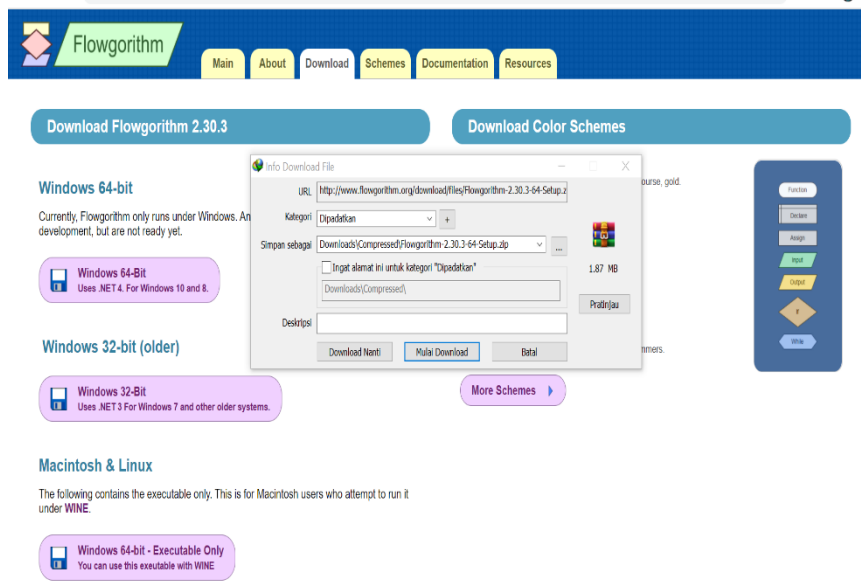 Flowgorithm
Main
About
Download
Schemes
Documentation
Resources
Download Flowgorithm 2.30.3
Download Color Schemes
Windows 64-bit
Currently, Flowgorithm only runs under Windows. An
development, but are not ready yet.
Windows 64-Bit
Uses .NET 4. For Windows 10 and 8.
Windows 32-bit (older)
Windows 32-Bit
Uses .NET 3 For Windows 7 and other older systems.
Macintosh & Linux
The following contains the executable only. This is for Macintosh users who attempt to run it
under WINE.
Windows 64-bit - Executable Only
You can use this exeutable with WINE
Info Download File
URL
http://www.flowgorithm.org/download/files/Flowgorithm-2.30.3-64-Setup.z
Kategori
Dipadatkan
+
Simpan sebagai
Downloads\Compressed\Flowgorithm-2.30.3-64-Setup.zip
...
Ingat alamat ini untuk kategori "Dipadatkan"
Downloads\Compressed\
1.87 MB
Pratinjau
Deskripsi
Download Nanti
Mulai Download
Batal
ourse, gold.
mmers.
More Schemes
Function
Declare
Assign
Input
Output
If
While